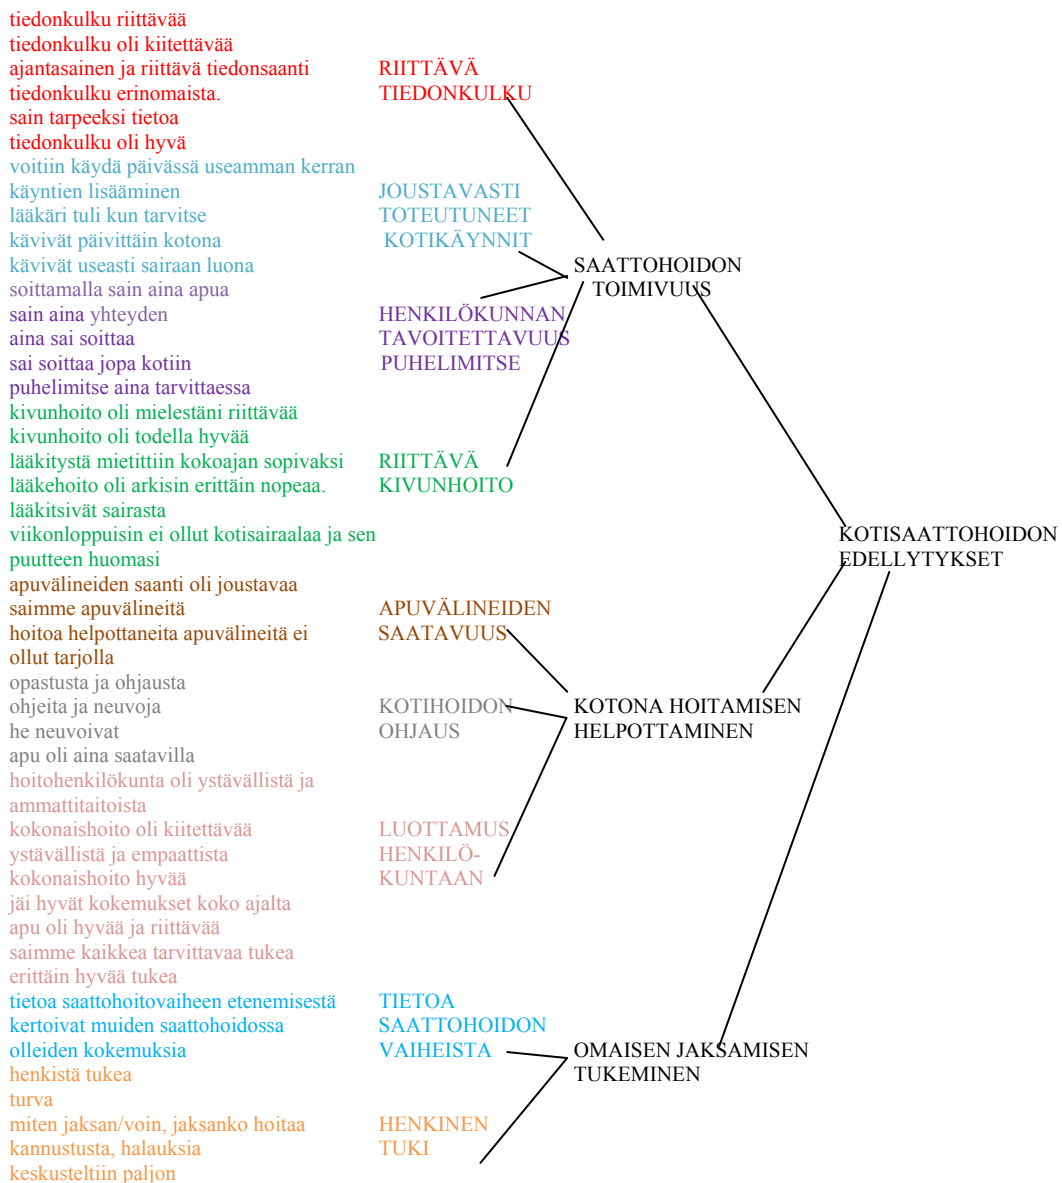 tiedonkulku riittävää
tiedonkulku oli kiitettävää
ajantasainen ja riittävä tiedonsaanti
tiedonkulku erinomaista.
sain tarpeeksi tietoa
tiedonkulku oli hyvä
RIITTÄVÄ
TIEDONKULKU
voitiin käydä päivässä useamman kerran
käyntien lisääminen
lääkäri tuli kun tarvitse
kävivät päivittäin kotona
kävivät useasti sairaan luona
JOUSTAVASTI
TOTEUTUNEET
KOTIKÄYNNIT
soittamalla sain aina apua
sain aina yhteyden
aina sai soittaa
sai soittaa jopa kotiin
puhelimitse aina tarvittaessa
HENKILÖKUNNAN
TAVOITETTAVUUS
PUHELIMITSE
kivunhoito oli mielestäni riittävää
kivunhoito oli todella hyvää
lääkitystä mietittiin kokoajan sopivaksi
lääkehoito oli arkisin erittäin nopeaa.
lääkitsivät sairasta
viikonloppuisin ei ollut kotisairaalaa ja sen
puutteen huomasi
RIITTÄVÄ
KIVUNHOITO
SAATTOHOIDON
TOIMIVUUS
apuvälineiden saanti oli joustavaa
saimme apuvälineitä
hoitoa helpottaneita apuvälineitä ei
ollut tarjolla
APUVÄLINEIDEN
SAATAVUUS
opastusta ja ohjausta
ohjeita ja neuvoja
he neuvoivat
apu oli aina saatavilla
KOTIHOIDON
OHJAUS
hoitohenkilökunta oli ystävällistä ja
ammattitaitoista
kokonaishoito oli kiitettävää
ystävällistä ja empaattista
kokonaishoito hyvää
jäi hyvät kokemukset koko ajalta
apu oli hyvää ja riittävää
saimme kaikkea tarvittavaa tukea
erittäin hyvää tukea
LUOTTAMUS
HENKILÖ-
KUNTAAN
KOTONA HOITAMISEN
HELPOTTAMINEN
tietoa saattohoitovaiheen etenemisestä
kertoivat muiden saattohoidossa
olleiden kokemuksia
TIETOA
SAATTOHOIDON
VAIHEISTA
henkistä tukea
turva
miten jaksan/voin, jaksanko hoitaa
kannustusta, halauksia
keskusteltiin paljon
HENKINEN
TUKI
OMAISEN JAKSAMISEN
TUKEMINEN
KOTISAATTOHOIDON
EDELLYTYKSET